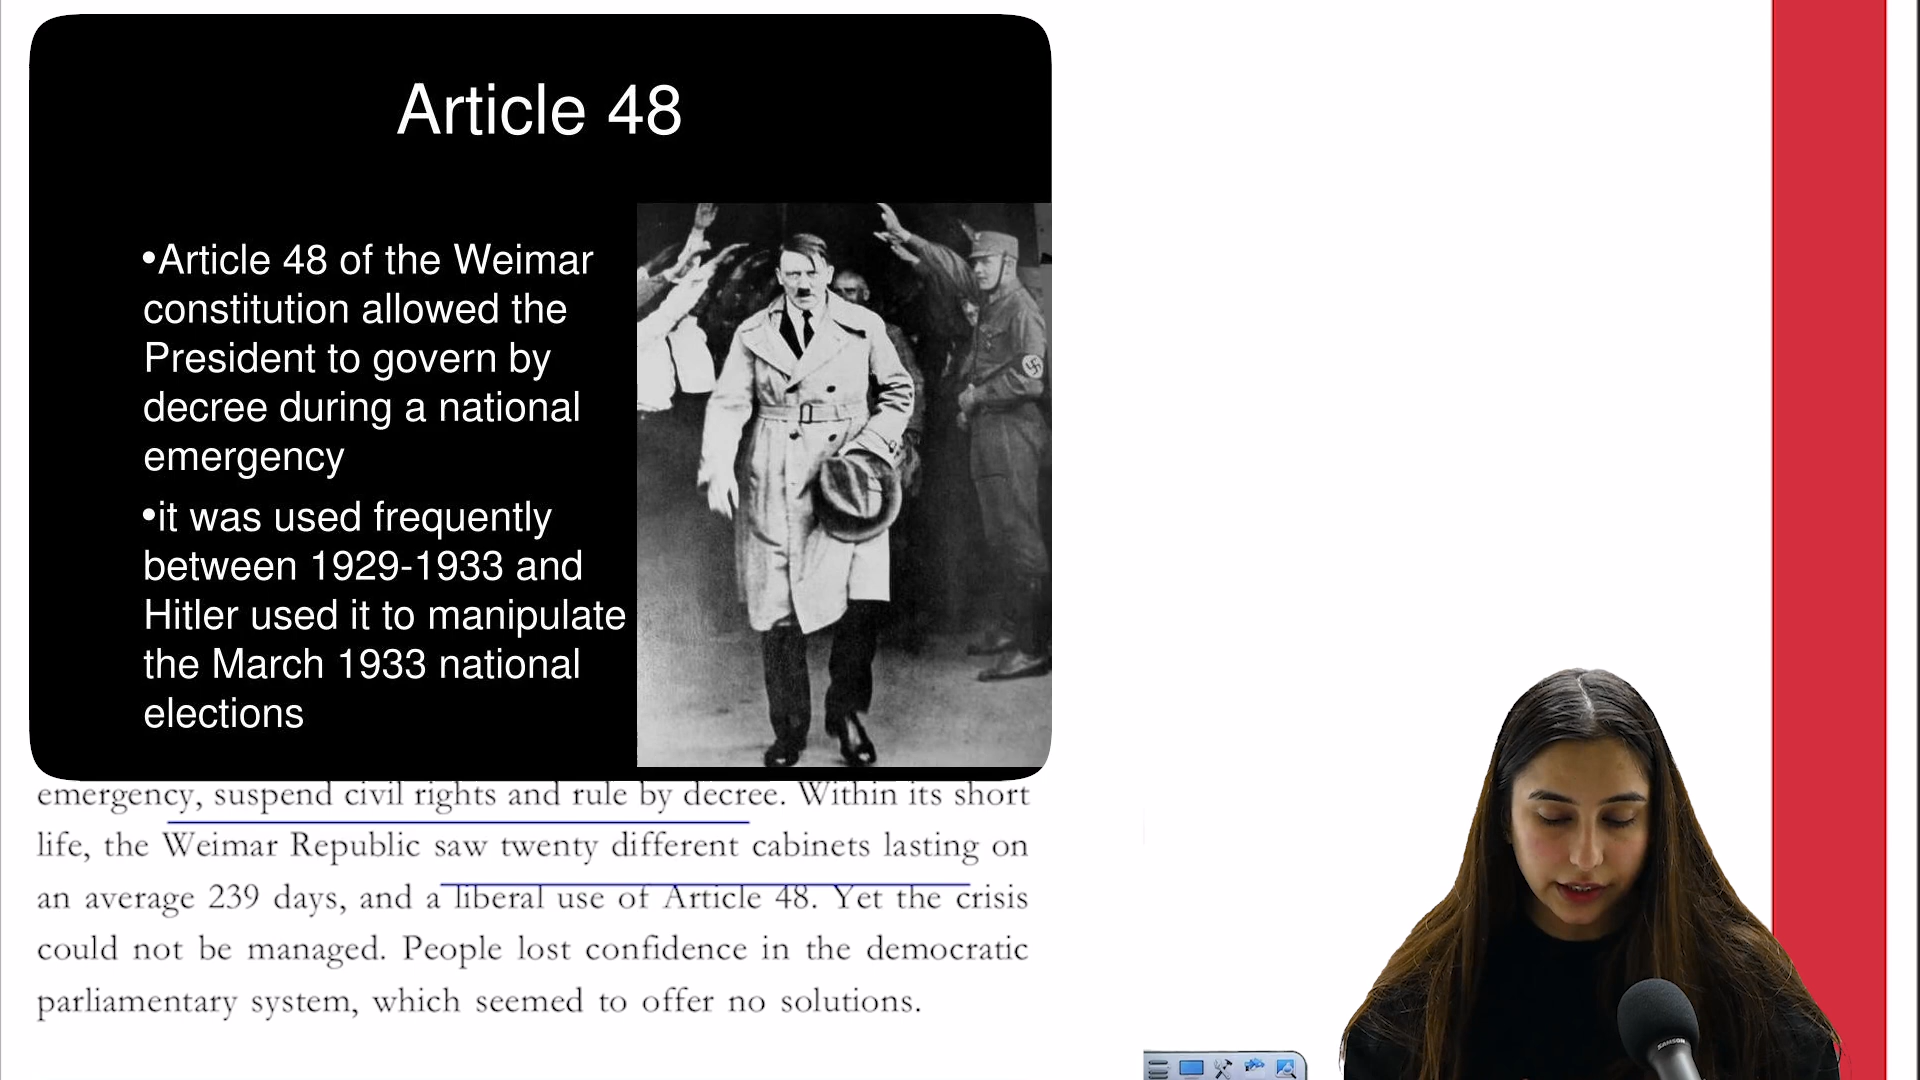 Article 48
•Article 48 of the Weimar
constitution allowed the
President to govern by
decree during a national
emergency
•it was used frequently
between 1929-1933 and
Hitler used it to manipulate
the March 1933 national
elections
emergency, suspend civil rights and rule by decree. Within its short
life, the Weimar Republic saw twenty different cabinets lasting on
an average 239 days, and a liberal use of Article 48. Yet the crisis
could not be managed. People lost confidence in the democratic
parliamentary system, which seemed to offer no solutions.
SAMSON